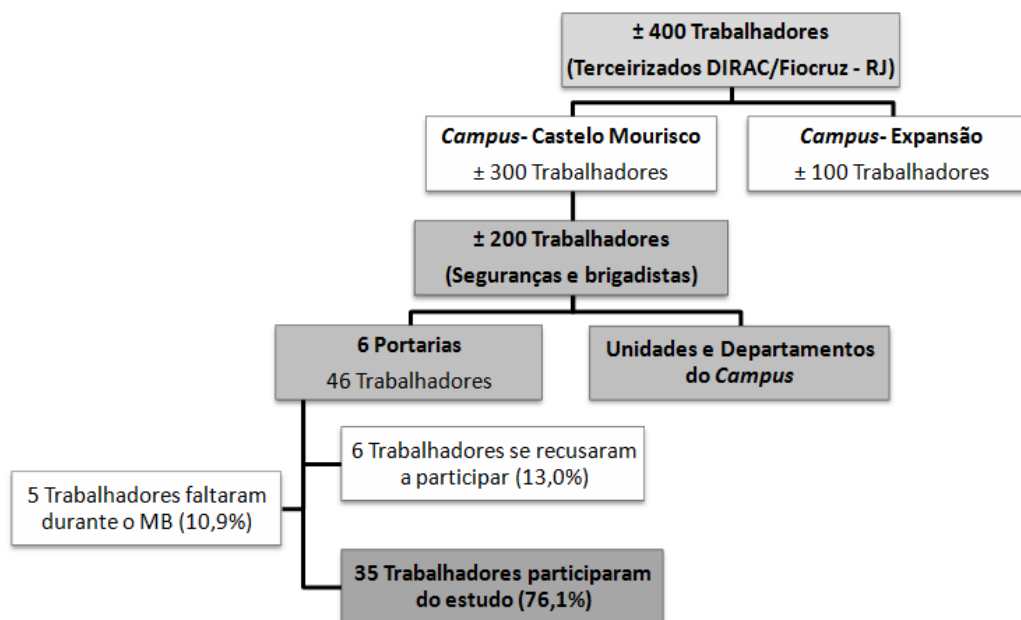 ± 400 Trabalhadores
(Terceirizados DIRAC/Fiocruz - RJ)
Campus- Castelo Mourisco
± 300 Trabalhadores
Campus- Expansão
± 100 Trabalhadores
± 200 Trabalhadores
(Seguranças e brigadistas)
6 Portarias
46 Trabalhadores
Unidades e Departamentos
do Campus
6 Trabalhadores se recusaram
a participar (13,0%)
5 Trabalhadores faltaram
durante o MB (10,9%)
35 Trabalhadores participaram
do estudo (76,1%)